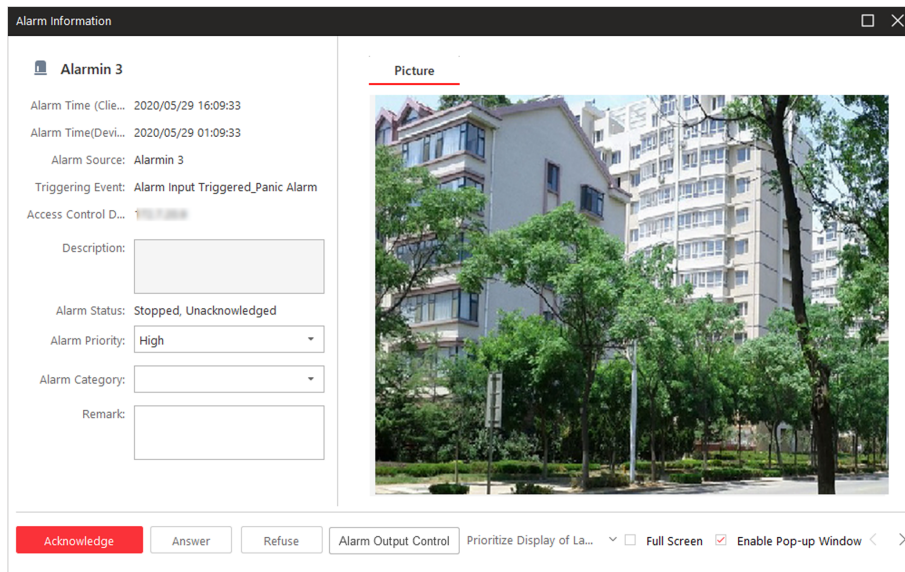 Alarm Information
Alarmin 3
Picture
Alarm Time (Clie... 2020/05/29 16:09:33
Alarm Time(Devi... 2020/05/29 01:09:33
Alarm Source: Alarmin 3
Triggering Event: Alarm Input Triggered_Panic Alarm
Access Control D...
Description:
Alarm Status: Stopped, Unacknowledged
Alarm Priority: High
Alarm Category:
Remark:
Acknowledge Answer Refuse Alarm Output Control Prioritize Display of La... Full Screen Enable Pop-up Window